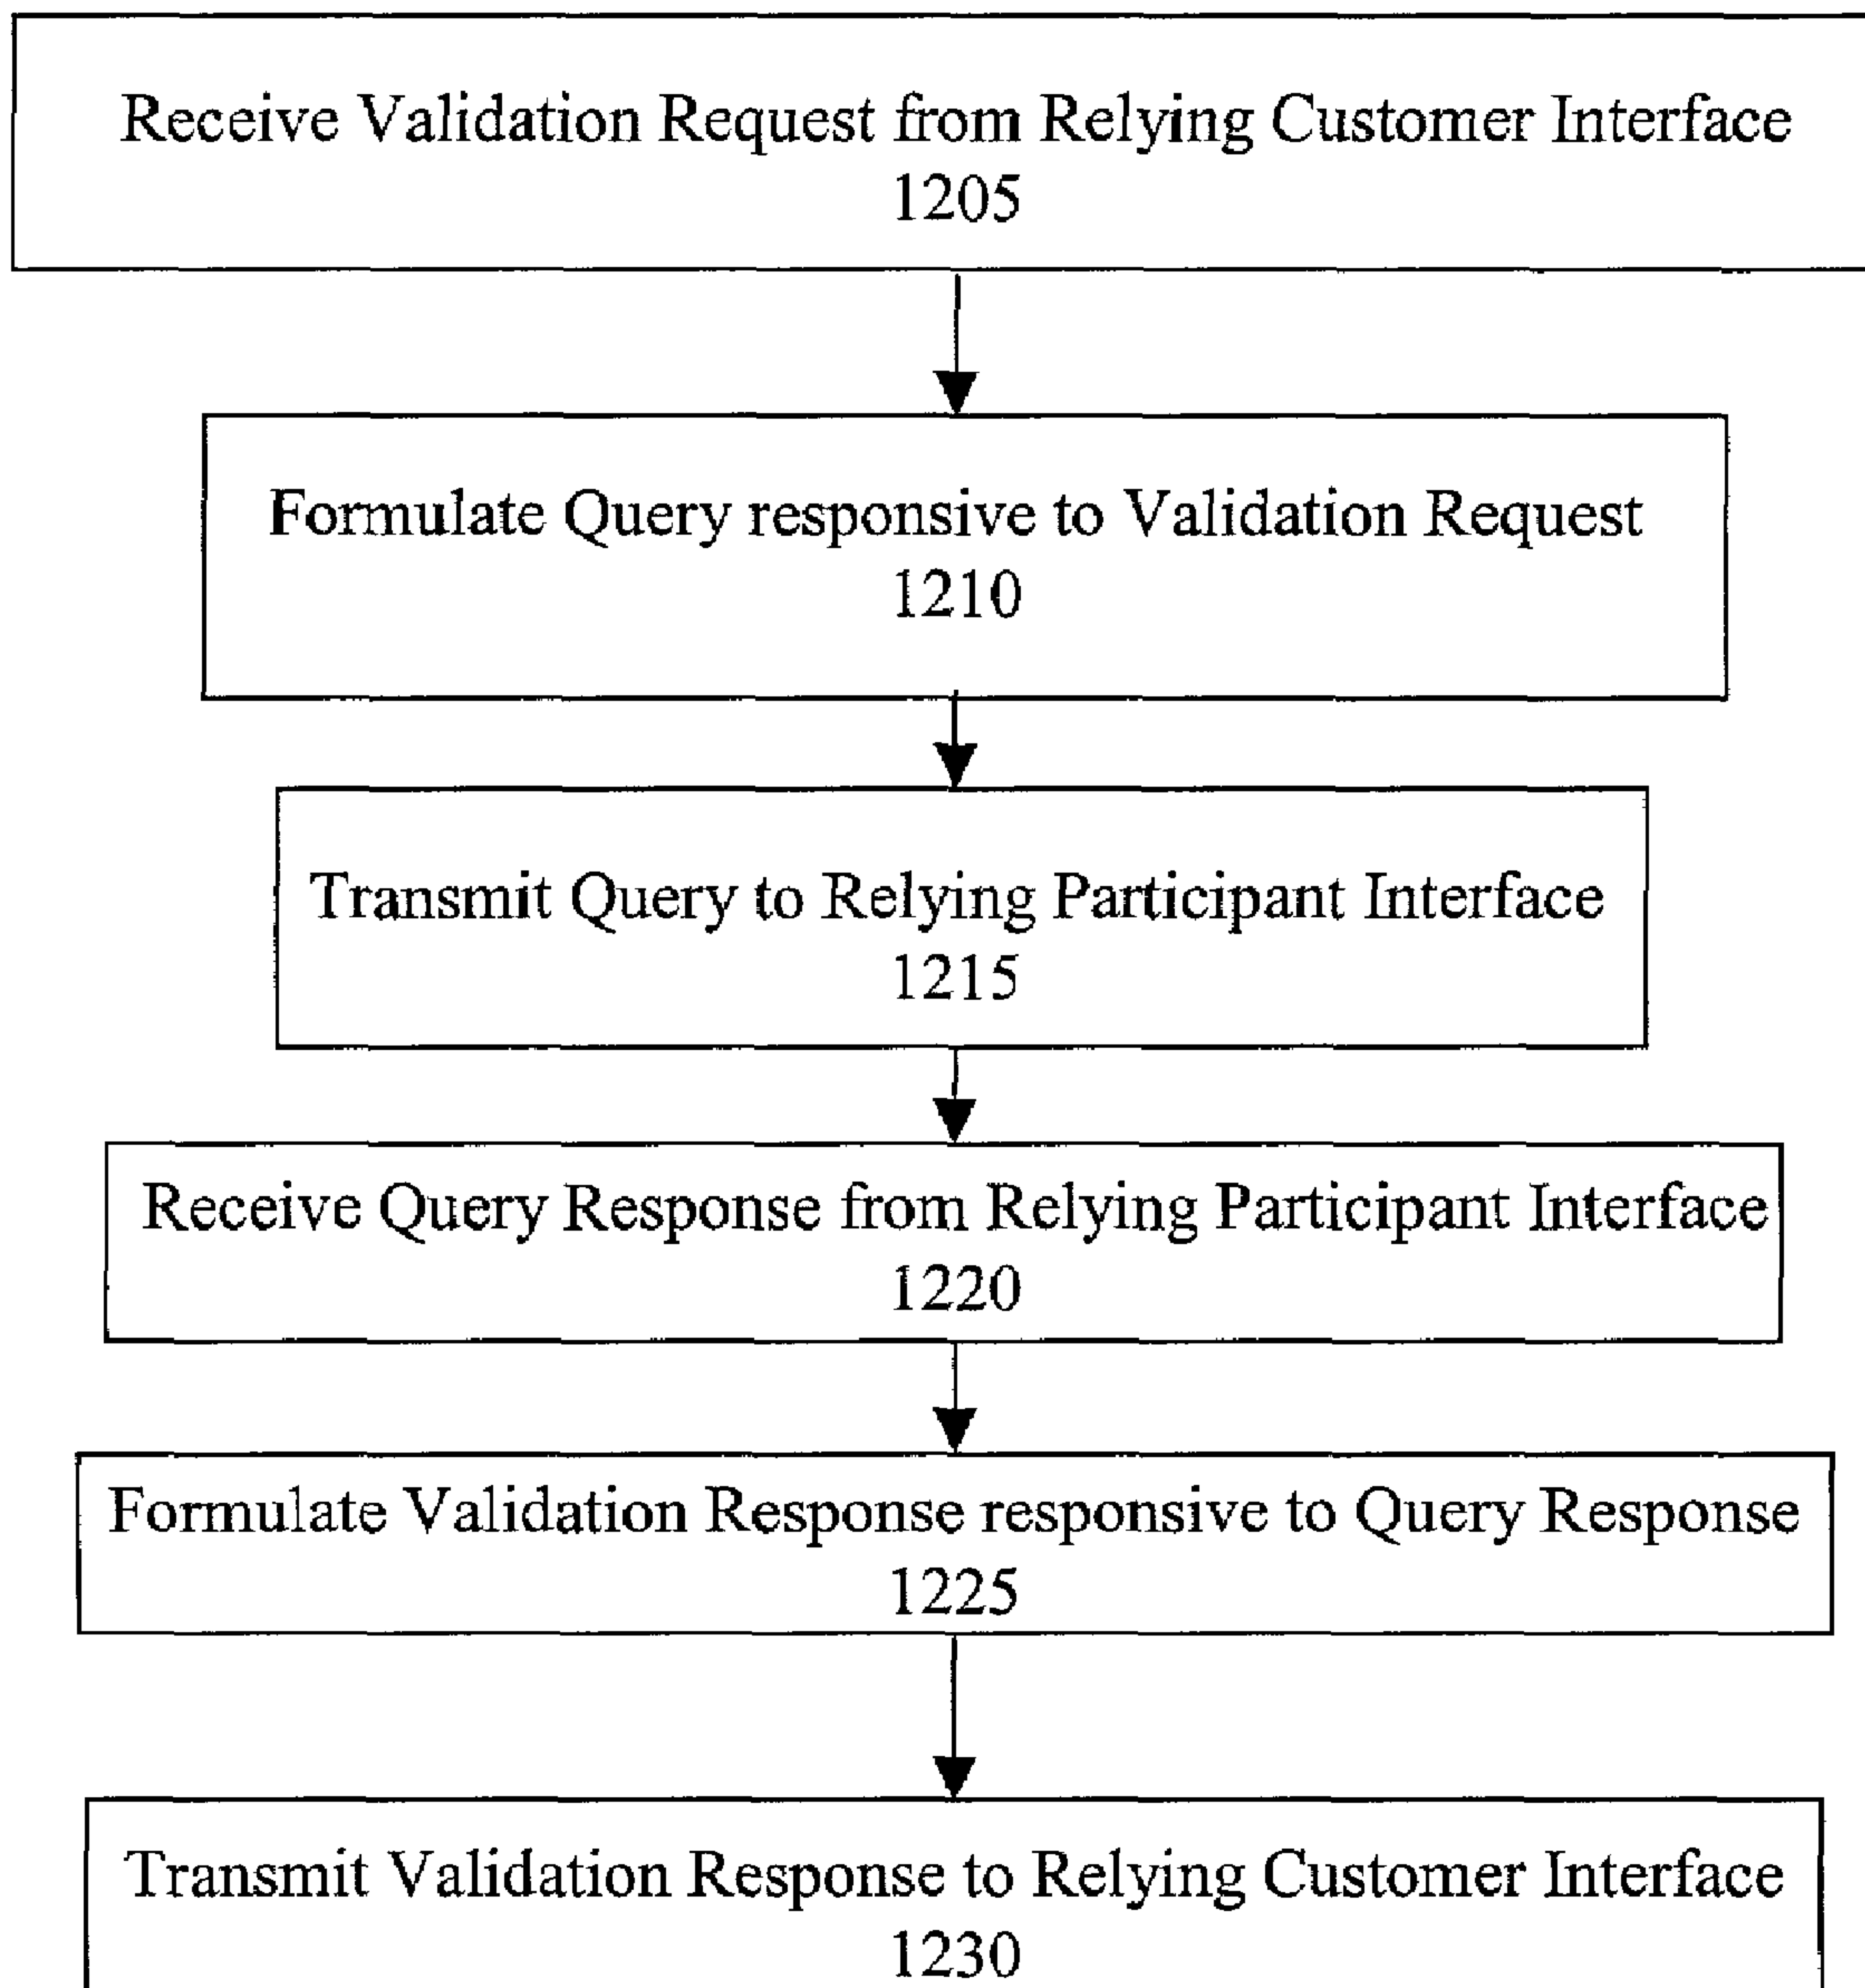 Receive Validation Request from Relying Customer Interface
1205
Formulate Query responsive to Validation Request
1210
Transmit Query to Relying Participant Interface
1215
Receive Query Response from Relying Participant Interface
1220
Formulate Validation Response responsive to Query Response
1225
Transmit Validation Response to Relying Customer Interface
1230